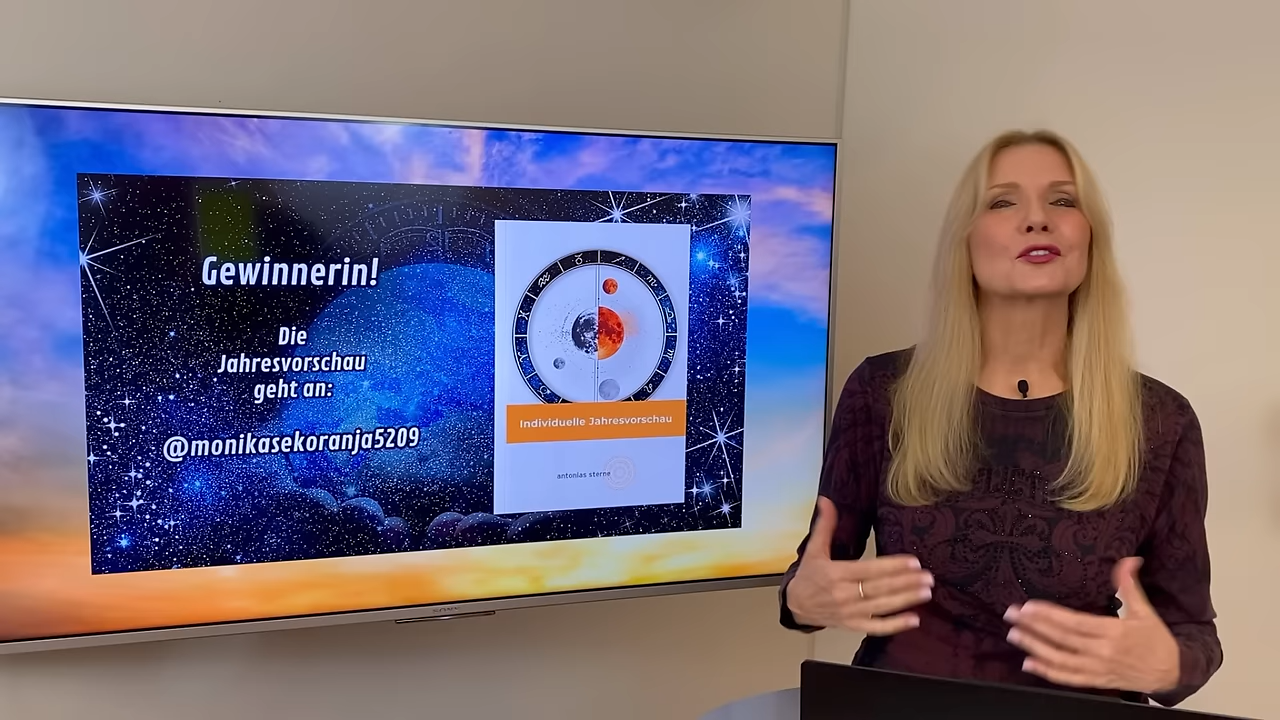 Gewinnerin!
Die
Jahresvorschau
geht an:
@monikasekoranja5209
Individuelle Jahresvorschau
antonias sterne